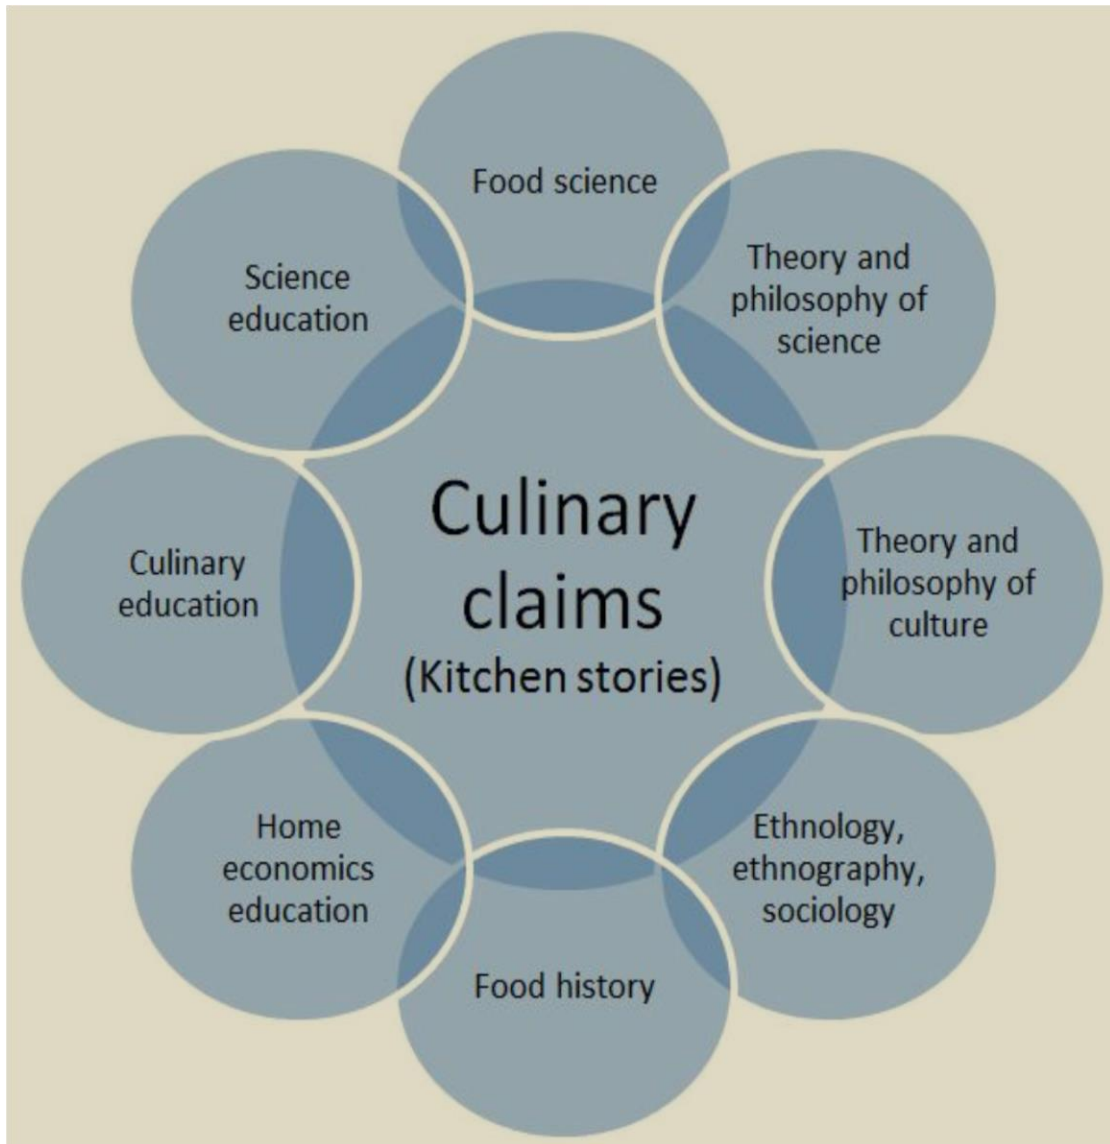 Food science
Science
education
Theory and
philosophy of
science
Culinary
claims
(Kitchen stories)
Culinary
education
Theory and
philosophy of
culture
Home
economics
education
Ethnology,
ethnography,
sociology
Food history